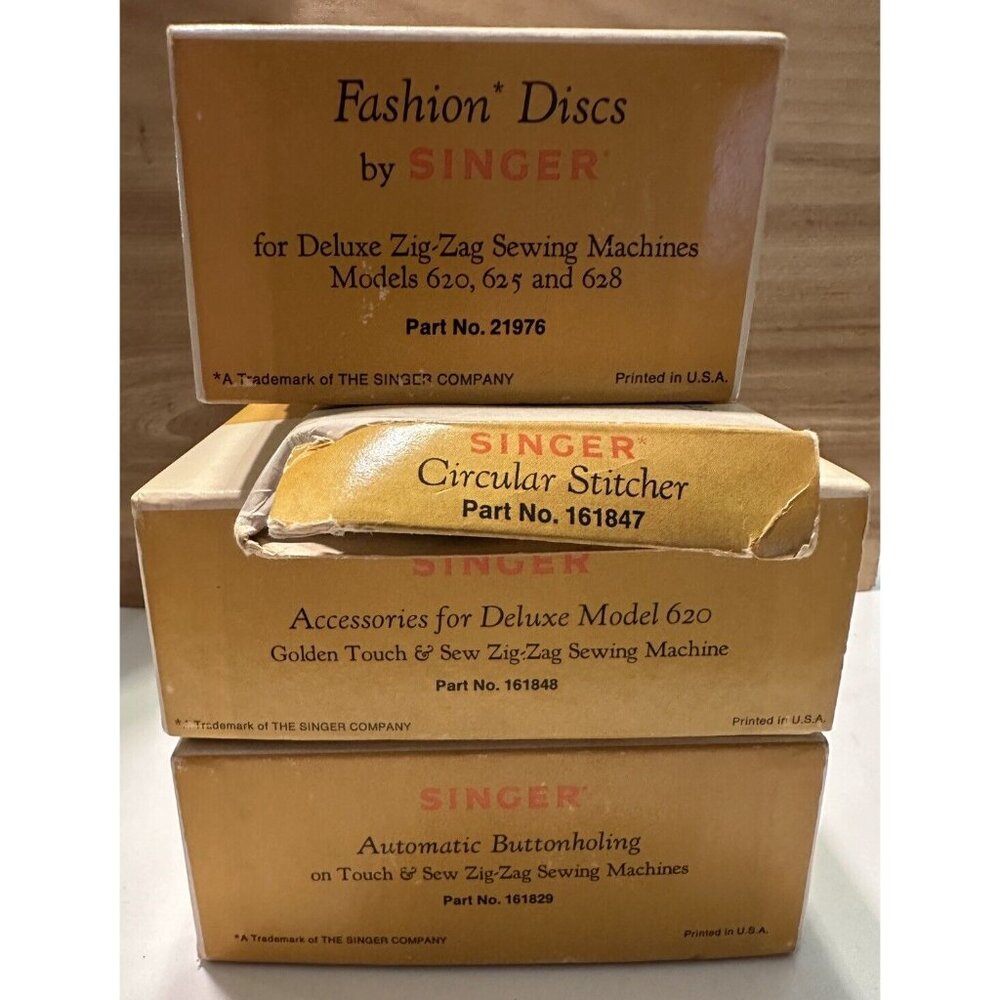 Fashion* Discs
by SINGER*
for Deluxe Zig-Zag Sewing Machines
Models 620, 625 and 628
Part No. 21976
*A Trademark of THE SINGER COMPANY
Printed in U.S.A.
SINGER*
Circular Stitcher
Part No. 161847
SINGER
Accessories for Deluxe Model 620
Golden Touch & Sew Zig-Zag Sewing Machine
Part No. 161848
*A Trademark of THE SINGER COMPANY
Printed in U.S.A.
SINGER*
Automatic Buttonholing
on Touch & Sew Zig-Zag Sewing Machines
Part No. 161829
*A Trademark of THE SINGER COMPANY
Printed in U.S.A.